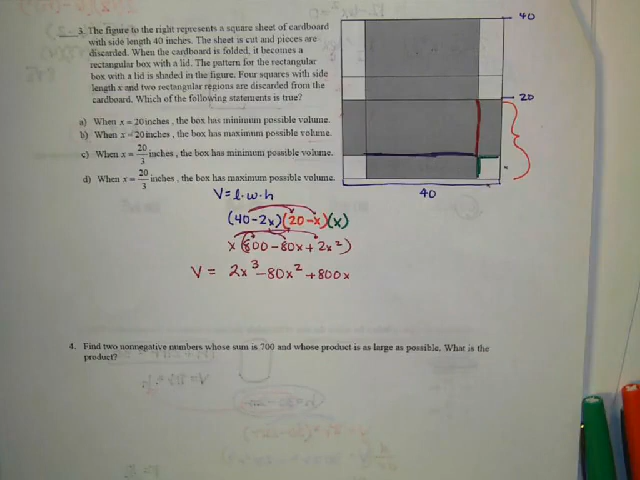 3. The figure to the right represents a square sheet of cardboard
with side length 40 inches. The sheet is cut and pieces are
discarded. When the cardboard is folded, it becomes a
rectangular box with a lid. The pattern for the rectangular
box with a lid is shaded in the figure. Four squares with side
length x and two rectangular regions are discarded from the
cardboard. Which of the following statements is true?
a) When x = 20 inches, the box has minimum possible volume.
b) When x = 20 inches, the box has maximum possible volume.
c) When x = 20/3 inches, the box has minimum possible volume.
d) When x = 20/3 inches, the box has maximum possible volume.
40
20
40
V = l·w·h
(40-2x)(20-x)(x)
x(800-80x+2x²)
V = 2x³-80x²+800x
4. Find two nonnegative numbers whose sum is 700 and whose product is as large as possible. What is the
product?